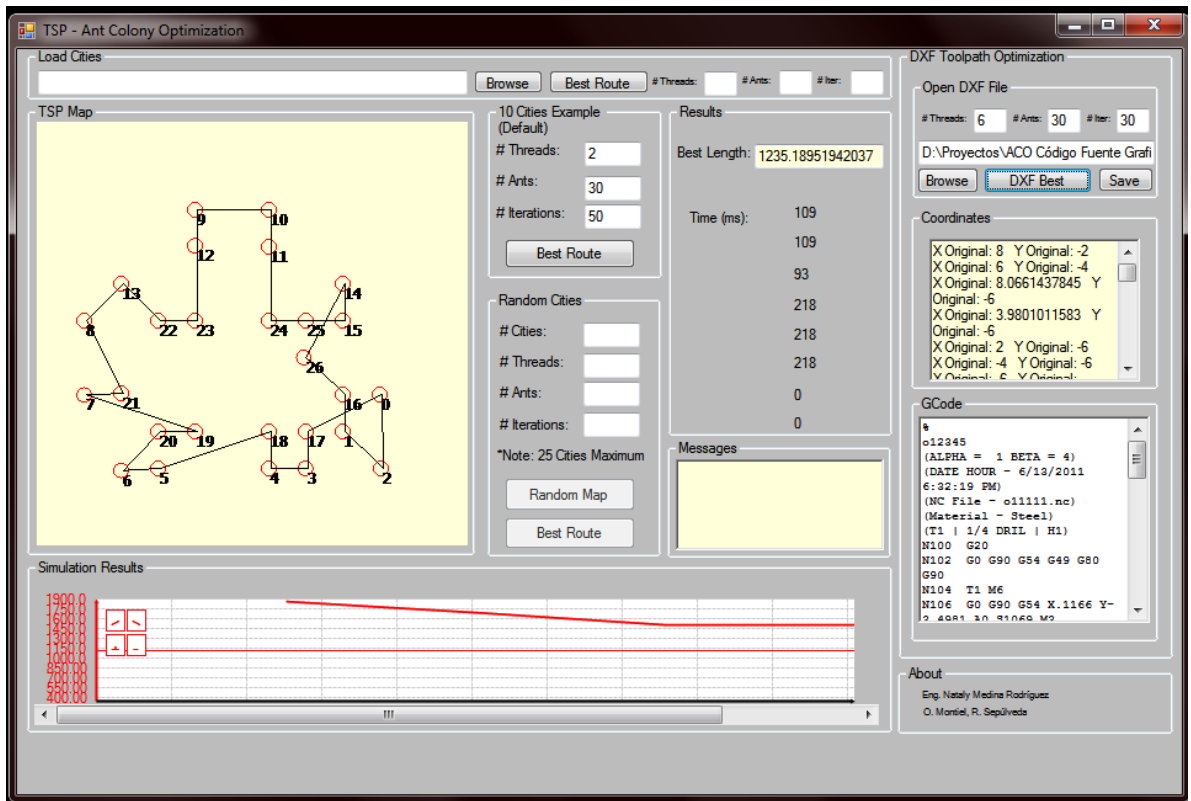 TSP - Ant Colony Optimization
Load Cities
Browse
Best Route
# Threads:
# Ants:
# Iter:
TSP Map
9
10
12
11
13
14
8
22
23
24
25
15
26
7
21
16
0
20
19
18
17
1
6
5
4
3
2
10 Cities Example
(Default)
# Threads: 2
# Ants: 30
# Iterations: 50
Best Route
Random Cities
# Cities:
# Threads:
# Ants:
# Iterations:
*Note: 25 Cities Maximum
Random Map
Best Route
Results
Best Length: 1235.18951942037
Time (ms): 109
109
93
218
218
218
0
0
Messages
DXF Toolpath Optimization
Open DXF File
# Threads: 6 # Ants: 30 # Iter: 30
D:\Proyectos\ACO Código Fuente Grafi
Browse
DXF Best
Save
Coordinates
X Original: 8 Y Original: -2
X Original: 6 Y Original: -4
X Original: 8.0661437845 Y
Original: -6
X Original: 3.9801011583 Y
Original: -6
X Original: 2 Y Original: -6
X Original: -4 Y Original: -6
X Original: -6 Y Original:
GCode
%
o12345
(ALPHA = 1 BETA = 4)
(DATE HOUR - 6/13/2011
6:32:19 PM)
(NC File - o11111.nc)
(Material - Steel)
(T1 | 1/4 DRIL | H1)
N100 G20
N102 G0 G90 G54 G49 G80
G90
N104 T1 M6
N106 G0 G90 G54 X.1166 Y-
Simulation Results
1900.0
1750.0
1600.0
1450.0
1300.0
1150.0
1000.0
850.00
700.00
550.00
400.00
About
Eng. Nataly Medina Rodríguez
O. Montiel, R. Sepúlveda